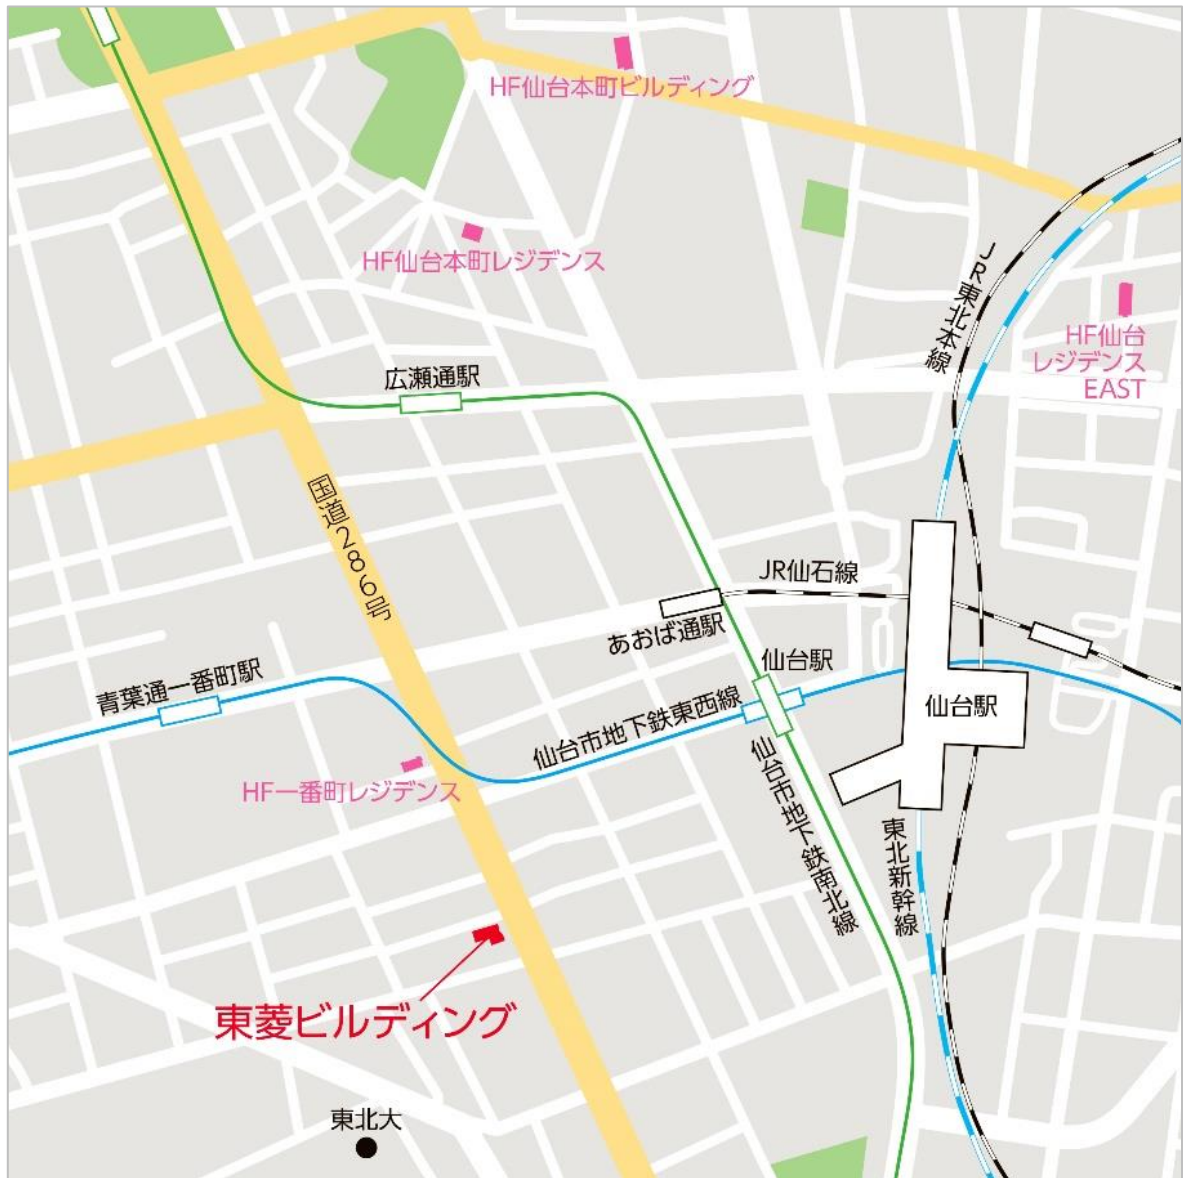 HF仙台本町ビルディング
HF仙台本町レジデンス
JR東北本線
HF仙台
レジデンス
EAST
広瀬通駅
国道286号
JR仙石線
あおば通駅
仙台駅
青葉通一番町駅
仙台市地下鉄東西線
仙台駅
HF一番町レジデンス
仙台市地下鉄南北線
東北新幹線
東菱ビルディング
東北大